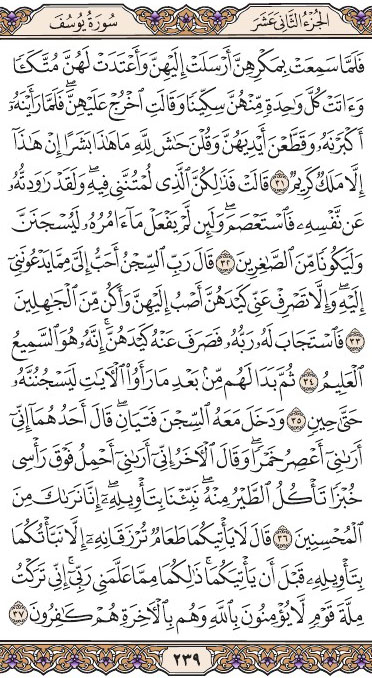 الجزء الثاني عشر سورة يوسف
فَلَمَّا سَمِعَتْ بِمَكْرِهِنَّ أَرْسَلَتْ إِلَيْهِنَّ وَأَعْتَدَتْ لَهُنَّ مُتَّكَـًٔا
وَءَاتَتْ كُلَّ وَٰحِدَةٍ مِّنْهُنَّ سِكِّينًا وَقَالَتِ ٱخْرُجْ عَلَيْهِنَّ ۖ فَلَمَّا رَأَيْنَهُۥٓ
أَكْبَرْنَهُۥ وَقَطَّعْنَ أَيْدِيَهُنَّ وَقُلْنَ حَـٰشَ لِلَّهِ مَا هَـٰذَا بَشَرًا إِنْ هَـٰذَآ
إِلَّا مَلَكٌ كَرِيمٌ ٣١ قَالَتْ فَذَٰلِكُنَّ ٱلَّذِى لُمْتُنَّنِى فِيهِ ۖ وَلَقَدْ رَٰوَدتُّهُۥ
عَن نَّفْسِهِۦ فَٱسْتَعْصَمَ ۖ وَلَئِن لَّمْ يَفْعَلْ مَآ ءَامُرُهُۥ لَيُسْجَنَنَّ
وَلَيَكُونًا مِّنَ ٱلصَّـٰغِرِينَ ٣٢ قَالَ رَبِّ ٱلسِّجْنُ أَحَبُّ إِلَىَّ مِمَّا يَدْعُونَنِىٓ
إِلَيْهِ ۖ وَإِلَّا تَصْرِفْ عَنِّى كَيْدَهُنَّ أَصْبُ إِلَيْهِنَّ وَأَكُن مِّنَ ٱلْجَـٰهِلِينَ
٣٣ فَٱسْتَجَابَ لَهُۥ رَبُّهُۥ فَصَرَفَ عَنْهُ كَيْدَهُنَّ ۚ إِنَّهُۥ هُوَ ٱلسَّمِيعُ
ٱلْعَلِيمُ ٣٤ ثُمَّ بَدَا لَهُم مِّنۢ بَعْدِ مَا رَأَوُا۟ ٱلْـَٔايَـٰتِ لَيَسْجُنُنَّهُۥ
حَتَّىٰ حِينٍ ٣٥ وَدَخَلَ مَعَهُ ٱلسِّجْنَ فَتَيَانِ ۖ قَالَ أَحَدُهُمَآ إِنِّىٓ
أَرَىٰنِىٓ أَعْصِرُ خَمْرًا ۖ وَقَالَ ٱلْـَٔاخَرُ إِنِّىٓ أَرَىٰنِىٓ أَحْمِلُ فَوْقَ رَأْسِى
خُبْزًا تَأْكُلُ ٱلطَّيْرُ مِنْهُ ۖ نَبِّئْنَا بِتَأْوِيلِهِۦٓ ۖ إِنَّا نَرَىٰكَ مِنَ
ٱلْمُحْسِنِينَ ٣٦ قَالَ لَا يَأْتِيكُمَا طَعَامٌ تُرْزَقَانِهِۦٓ إِلَّا نَبَّأْتُكُمَا
بِتَأْوِيلِهِۦ قَبْلَ أَن يَأْتِيَكُمَا ۚ ذَٰلِكُمَا مِمَّا عَلَّمَنِى رَبِّىٓ ۚ إِنِّى تَرَكْتُ
مِلَّةَ قَوْمٍ لَّا يُؤْمِنُونَ بِٱللَّهِ وَهُم بِٱلْـَٔاخِرَةِ هُمْ كَـٰفِرُونَ ٣٧
٢٣٩